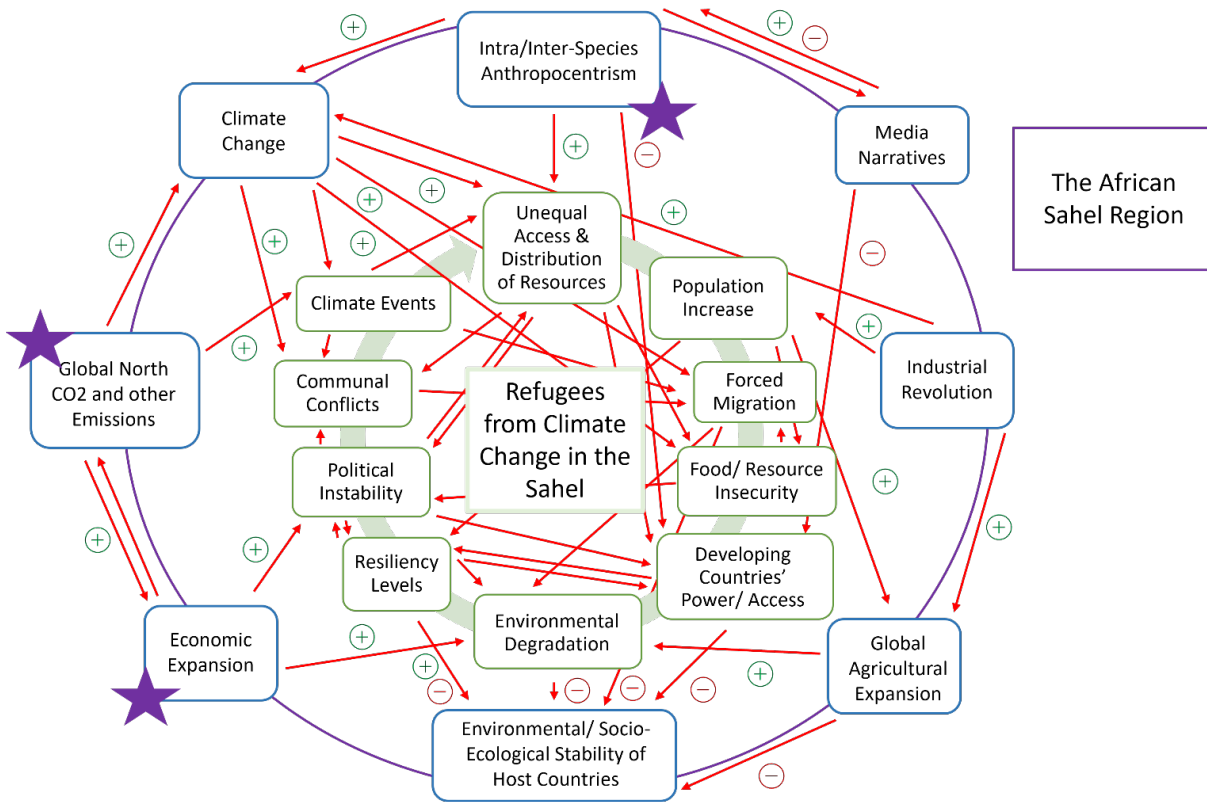 Intra/Inter-Species
Anthropocentrism
Climate
Change
Media
Narratives
The African
Sahel Region
Unequal
Access &
Distribution
of Resources
Population
Increase
Climate Events
Global North
CO2 and other
Emissions
Industrial
Revolution
Communal
Conflicts
Refugees
from Climate
Change in the
Sahel
Forced
Migration
Political
Instability
Food/ Resource
Insecurity
Resiliency
Levels
Developing
Countries’
Power/ Access
Environmental
Degradation
Economic
Expansion
Global
Agricultural
Expansion
Environmental/ Socio-
Ecological Stability of
Host Countries